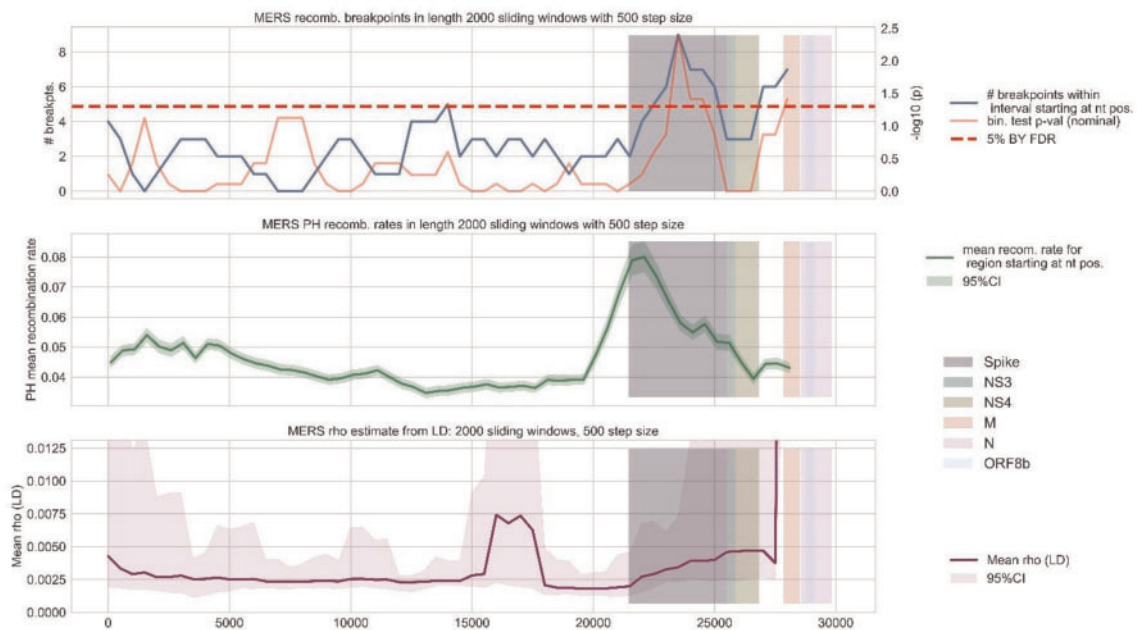 MERS recomb. breakpoints in length 2000 sliding windows with 500 step size
# breakpts.
8
6
4
2
0
2.5
2.0
1.5
1.0
0.5
0.0
-log10 (p)
# breakpoints within
interval starting at nt pos.
bin. test p-val (nominal)
5% BY FDR
MERS PH recomb. rates in length 2000 sliding windows with 500 step size
PH mean recombination rate
0.08
0.07
0.06
0.05
0.04
mean recom. rate for
region starting at nt pos.
95%CI
Spike
NS3
NS4
M
N
ORF8b
MERS rho estimate from LD: 2000 sliding windows, 500 step size
Mean rho (LD)
0.0125
0.0100
0.0075
0.0050
0.0025
0.0000
0
5000
10000
15000
20000
25000
30000
Mean rho (LD)
95%CI